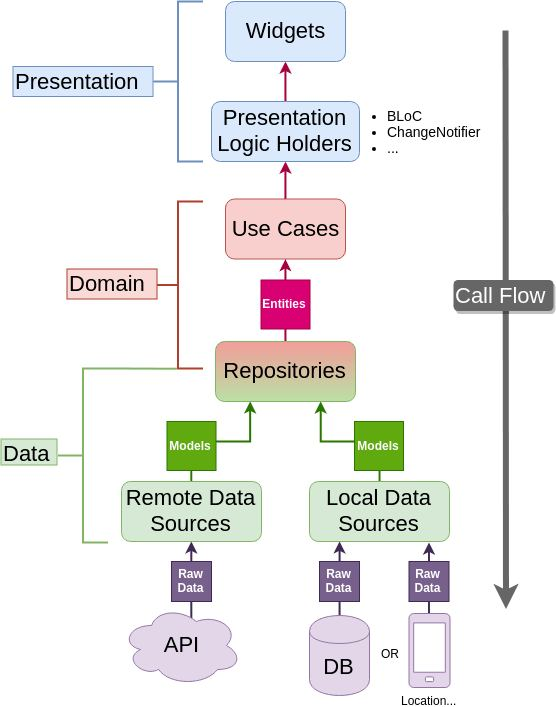 Widgets
Presentation
Presentation
Logic Holders
• BLoC
• ChangeNotifier
• ...
Use Cases
Domain
Entities
Call Flow
Repositories
Data
Models
Models
Remote Data
Sources
Local Data
Sources
Raw
Data
Raw
Data
Raw
Data
API
DB
OR
Location...